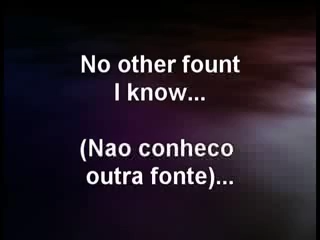 No other fount
I know...
(Nao conheco
outra fonte)...